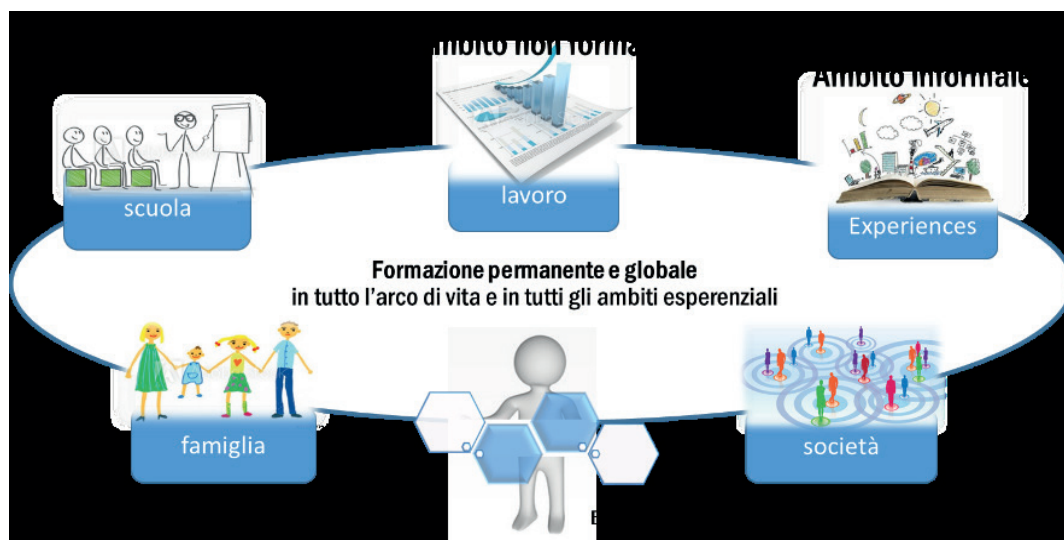 Ambito informale
scuola
lavoro
Experiences
Formazione permanente e globale
in tutto l'arco di vita e in tutti gli ambiti esperenziali
famiglia
società